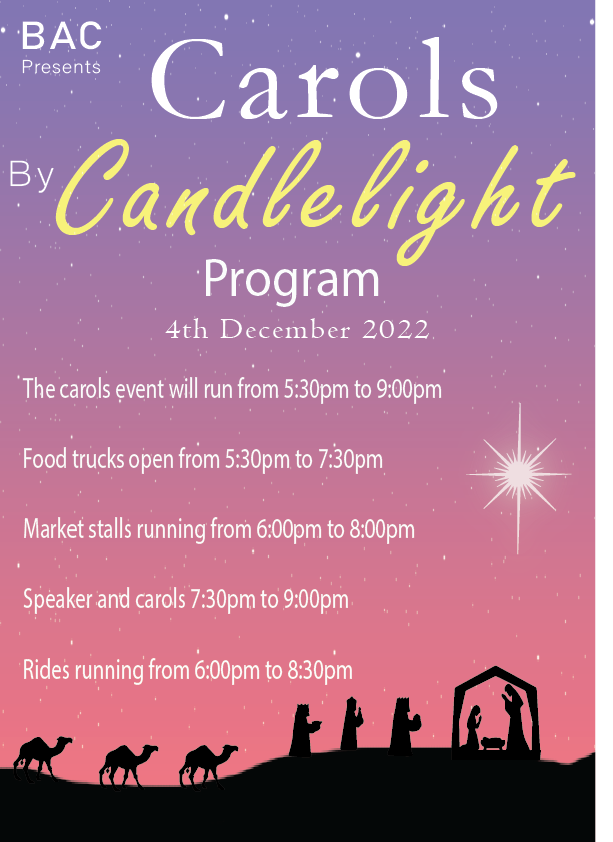 BAC
Presents
Carols
By Candlelight
Program
4th December 2022
The carols event will run from 5:30pm to 9:00pm
Food trucks open from 5:30pm to 7:30pm
Market stalls running from 6:00pm to 8:00pm
Speaker and carols 7:30pm to 9:00pm
Rides running from 6:00pm to 8:30pm